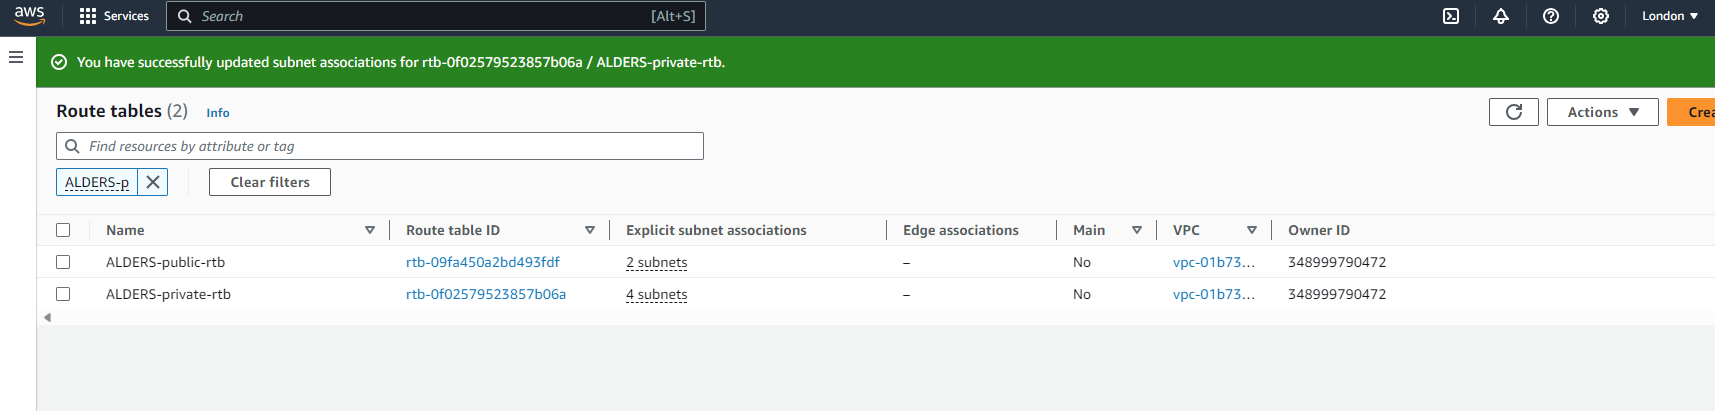 aws Services Search [Alt+S] London
You have successfully updated subnet associations for rtb-0f02579523857b06a / ALDERS-private-rtb.
Route tables (2) Info
Actions
Find resources by attribute or tag
ALDERS-p Clear filters
Name Route table ID Explicit subnet associations Edge associations Main VPC Owner ID
ALDERS-public-rtb rtb-09fa450a2bd493fdf 2 subnets – No vpc-01b73... 348999790472
ALDERS-private-rtb rtb-0f02579523857b06a 4 subnets – No vpc-01b73... 348999790472